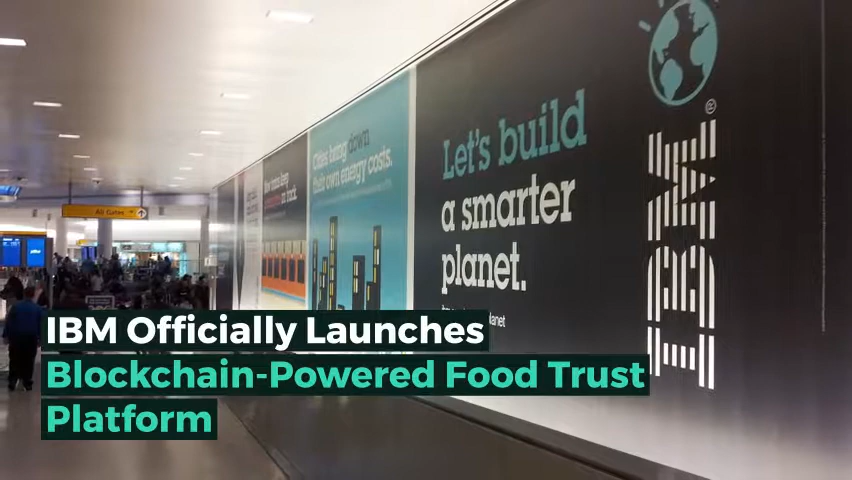 All Gates
Cities bring down
their own energy costs.
Let's build
a smarter
planet.
IBM
®
IBM Officially Launches
Blockchain-Powered Food Trust
Platform